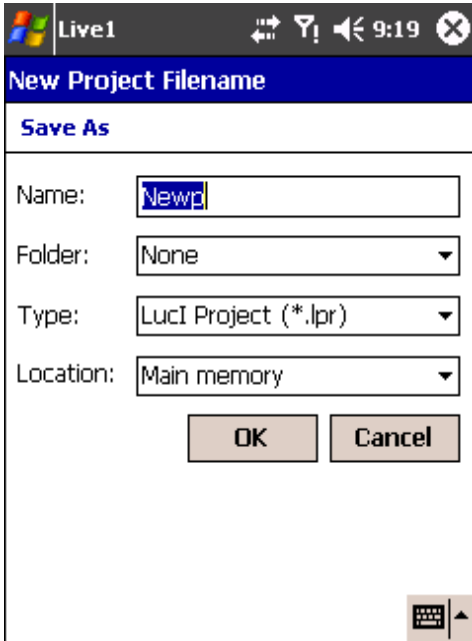 Live1 9:19
New Project Filename
Save As
Name: Newp
Folder: None
Type: LucI Project (*.lpr)
Location: Main memory
OK Cancel